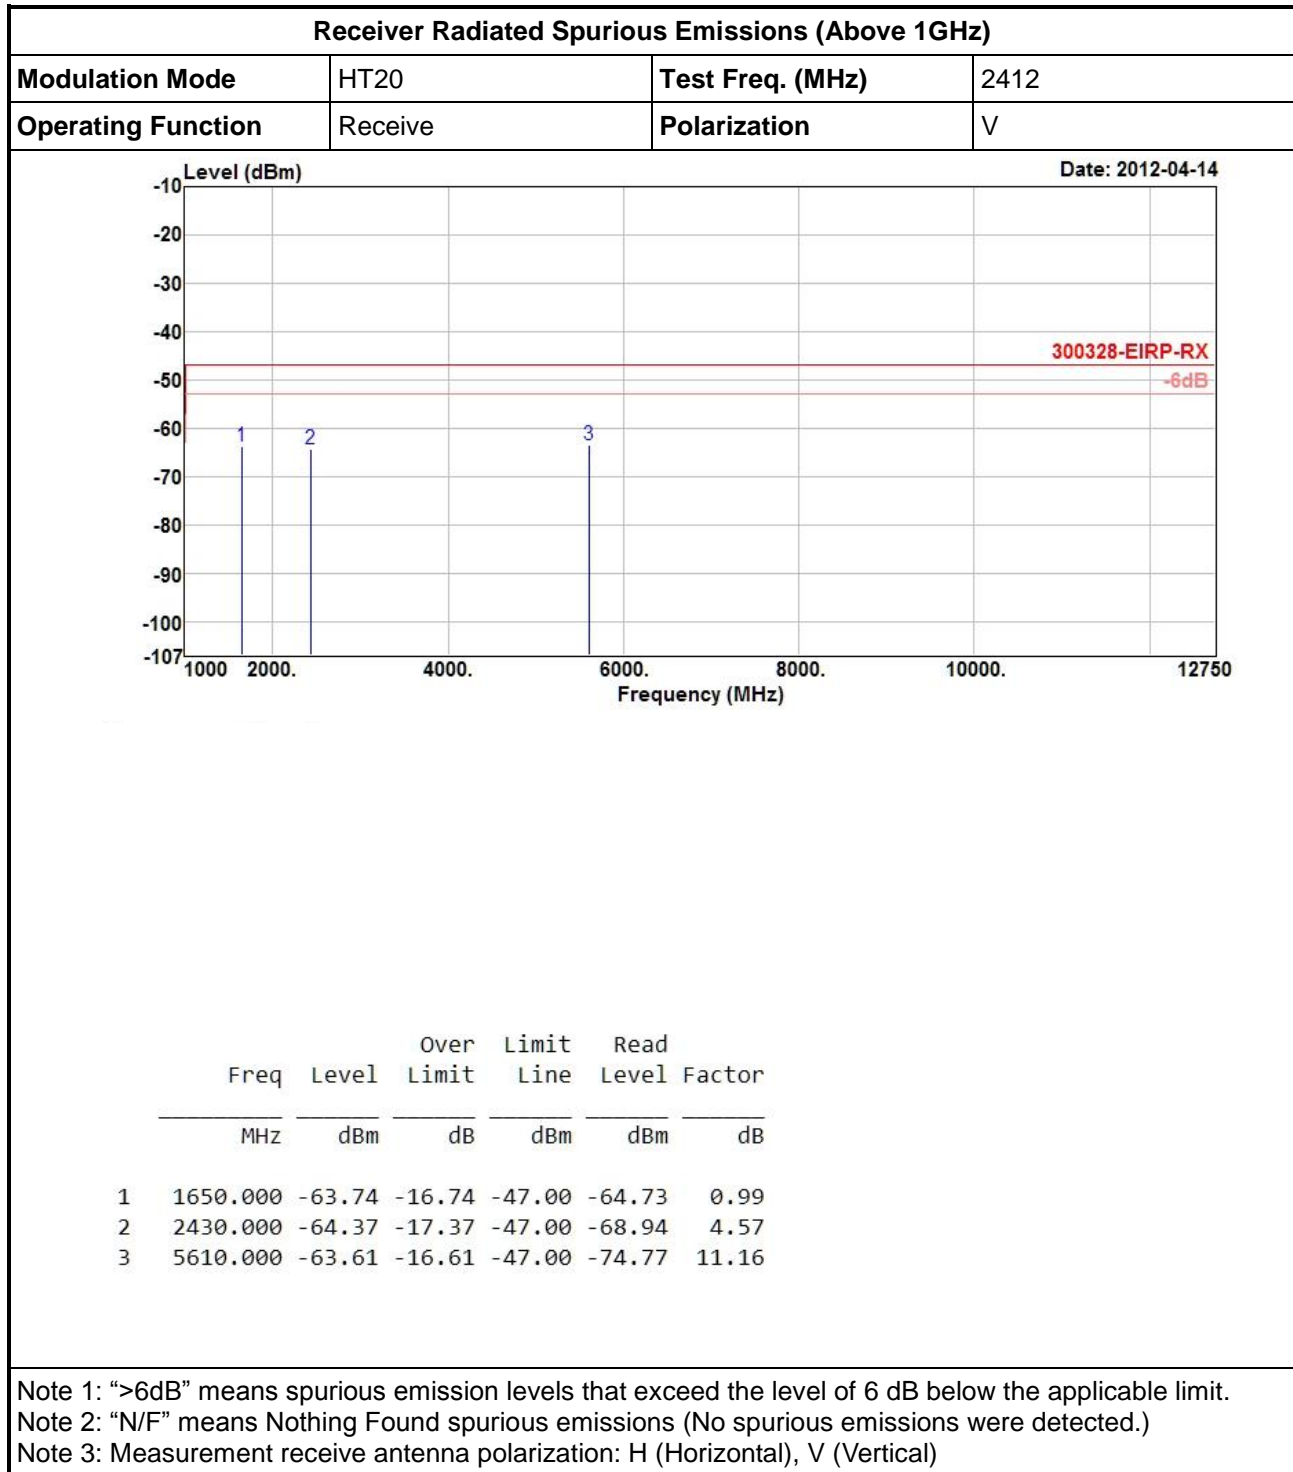 Receiver Radiated Spurious Emissions (Above 1GHz)
Modulation Mode HT20 Test Freq. (MHz) 2412
Operating Function Receive Polarization V
Level (dBm) Date: 2012-04-14
-10
-20
-30
-40
300328-EIRP-RX
-50 -6dB
-60 1 2 3
-70
-80
-90
-100
-107
1000 2000. 4000. 6000. 8000. 10000. 12750
Frequency (MHz)
Over Limit Read
Freq Level Limit Line Level Factor
MHz dBm dB dBm dBm dB
1 1650.000 -63.74 -16.74 -47.00 -64.73 0.99
2 2430.000 -64.37 -17.37 -47.00 -68.94 4.57
3 5610.000 -63.61 -16.61 -47.00 -74.77 11.16
Note 1: “>6dB” means spurious emission levels that exceed the level of 6 dB below the applicable limit.
Note 2: “N/F” means Nothing Found spurious emissions (No spurious emissions were detected.)
Note 3: Measurement receive antenna polarization: H (Horizontal), V (Vertical)